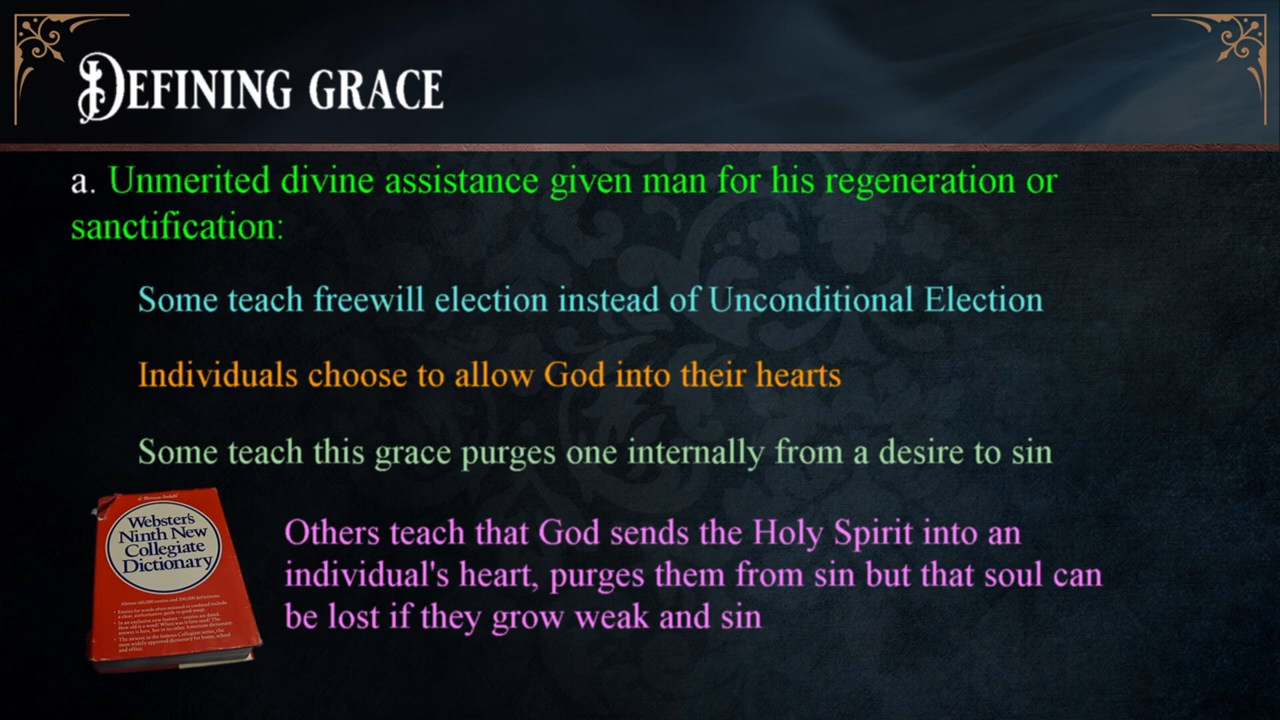 DEFINING GRACE
a. Unmerited divine assistance given man for his regeneration or
sanctification:
Some teach freewill election instead of Unconditional Election
Individuals choose to allow God into their hearts
Some teach this grace purges one internally from a desire to sin
Others teach that God sends the Holy Spirit into an
individual's heart, purges them from sin but that soul can
be lost if they grow weak and sin
Webster's
Ninth New
Collegiate
Dictionary